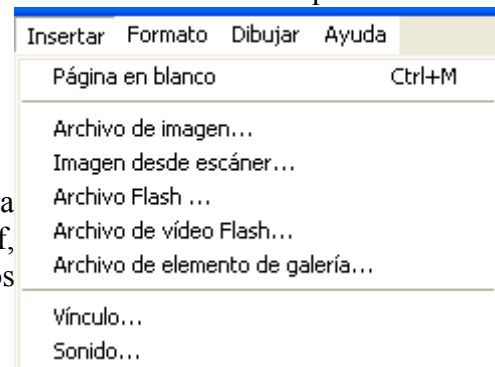 Insertar Formato Dibujar Ayuda
Página en blanco Ctrl+M
Archivo de imagen...
Imagen desde escáner...
Archivo Flash ...
Archivo de vídeo Flash...
Archivo de elemento de galería...
Vínculo...
Sonido...